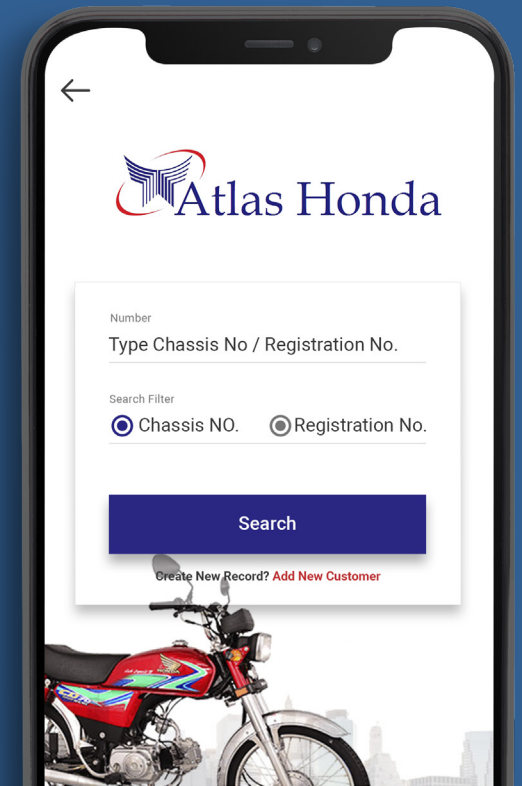 Atlas Honda
Number
Type Chassis No / Registration No.
Search Filter
Chassis NO.
Registration No.
Search
Create New Record? Add New Customer
HONDA